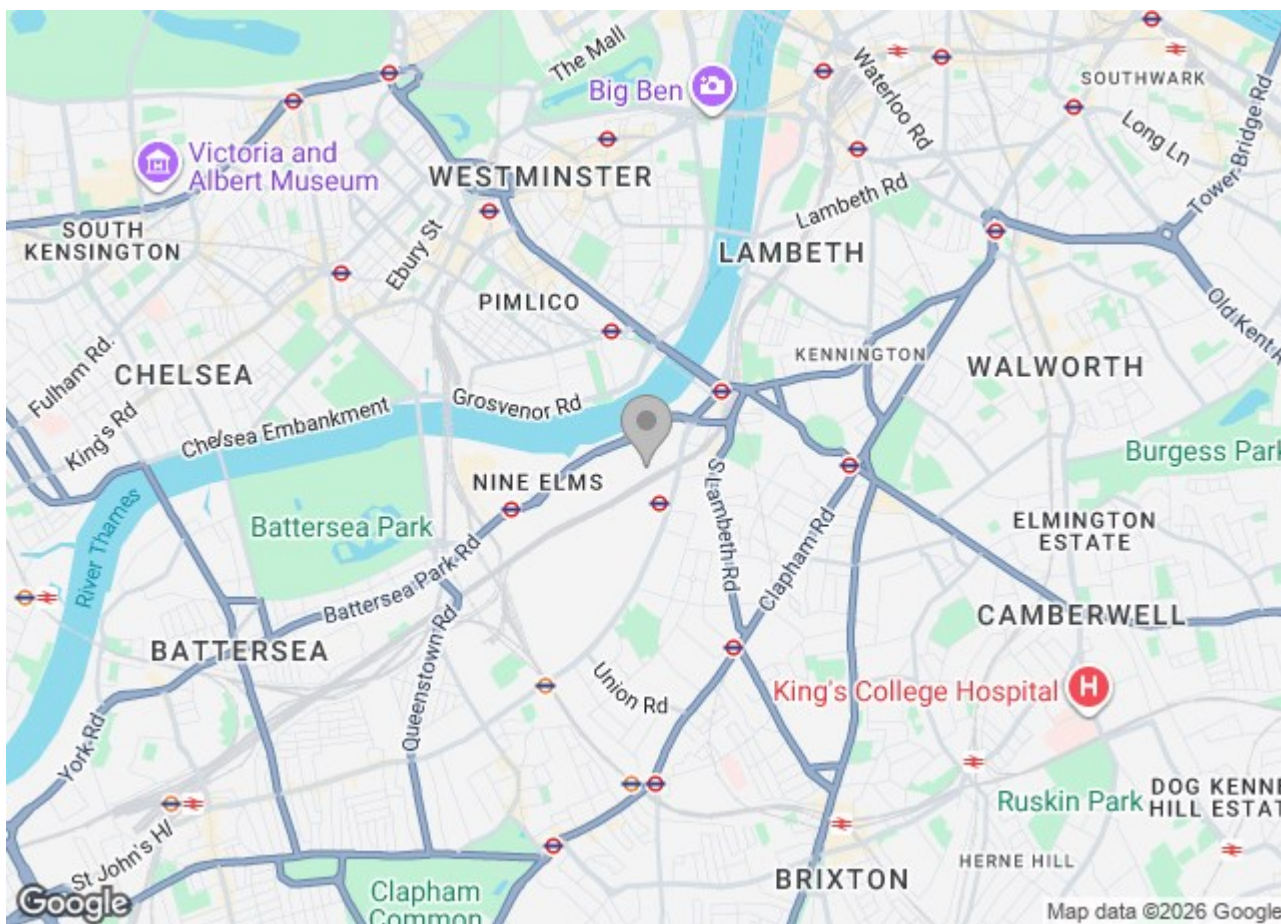 The Mall
Big Ben
Waterloo Rd
SOUTHWARK
Long Ln
Tower Bridge Rd
Victoria and
Albert Museum
WESTMINSTER
Lambeth Rd
SOUTH
KENSINGTON
Ebury St
LAMBETH
PIMLICO
Old Kent R
KENNINGTON
WALWORTH
Fulham Rd.
CHELSEA
King's Rd
Chelsea Embankment
Grosvenor Rd
Burgess Park
NINE ELMS
S Lambeth Rd
Battersea Park
Clapham Rd
ELMINGTON
ESTATE
River Thames
Battersea Park Rd
CAMBERWELL
BATTERSEA
Queenstown Rd
Union Rd
King's College Hospital
H
York Rd
DOG KENNE
HILL ESTAT
Ruskin Park
St John's Hl
HERNE HILL
BRIXTON
Clapham
Common
Google
Map data ©2026 Google